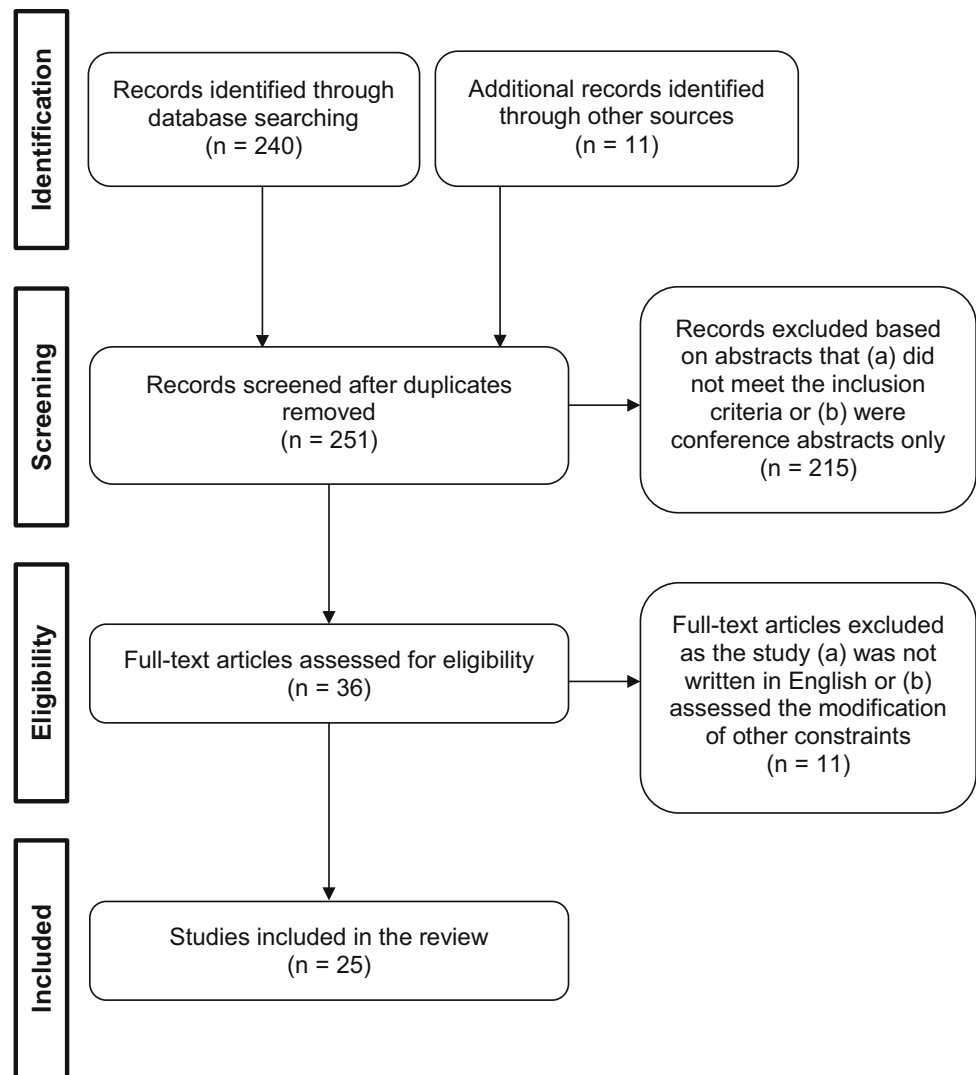 Identification
Records identified through
database searching
(n = 240)
Additional records identified
through other sources
(n = 11)
Screening
Records screened after duplicates
removed
(n = 251)
Records excluded based
on abstracts that (a) did
not meet the inclusion
criteria or (b) were
conference abstracts only
(n = 215)
Eligibility
Full-text articles assessed for eligibility
(n = 36)
Full-text articles excluded
as the study (a) was not
written in English or (b)
assessed the modification
of other constraints
(n = 11)
Included
Studies included in the review
(n = 25)